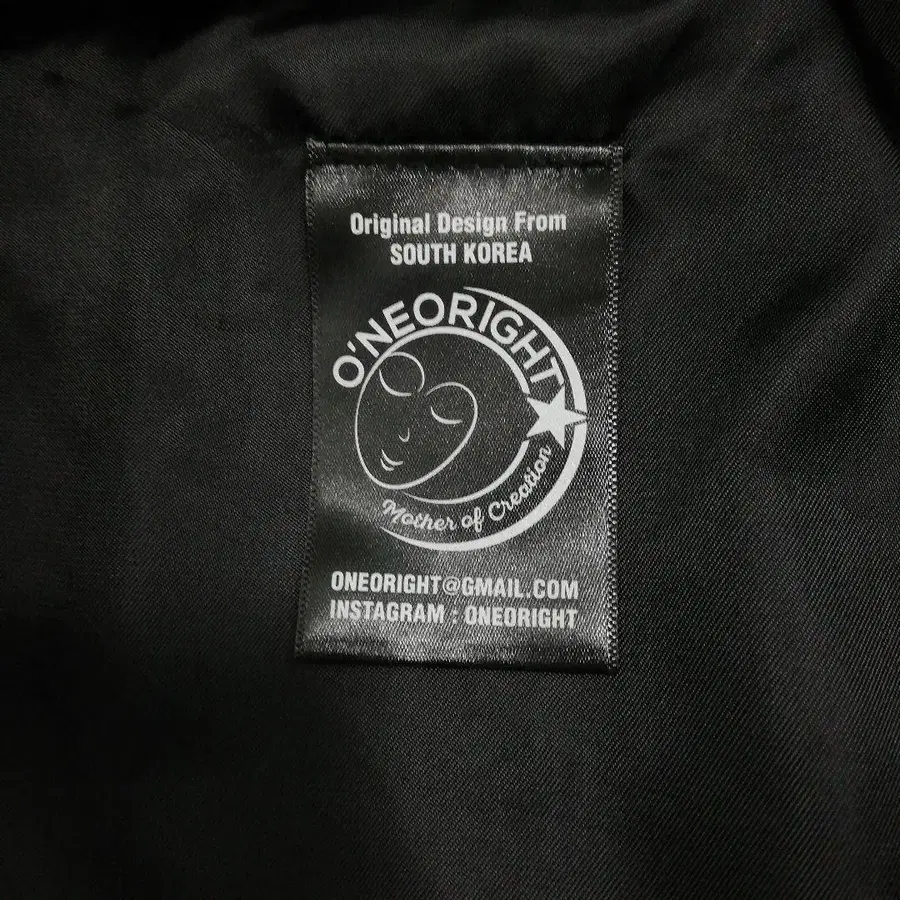 Original Design From
SOUTH KOREA
O'NEORIGHT
Mother of Creation
ONEORIGHT@GMAIL.COM
INSTAGRAM : ONEORIGHT